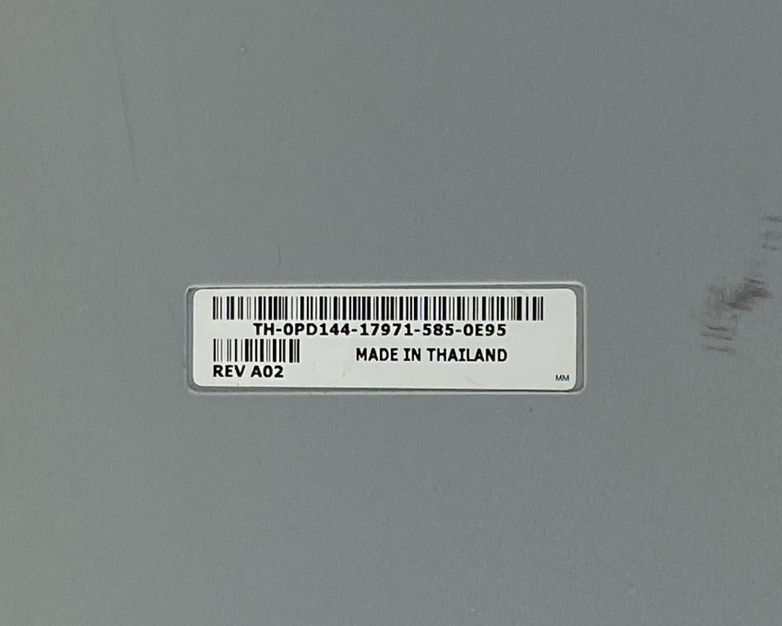 TH-0PD144-17971-585-0E95
MADE IN THAILAND
REV A02
MM